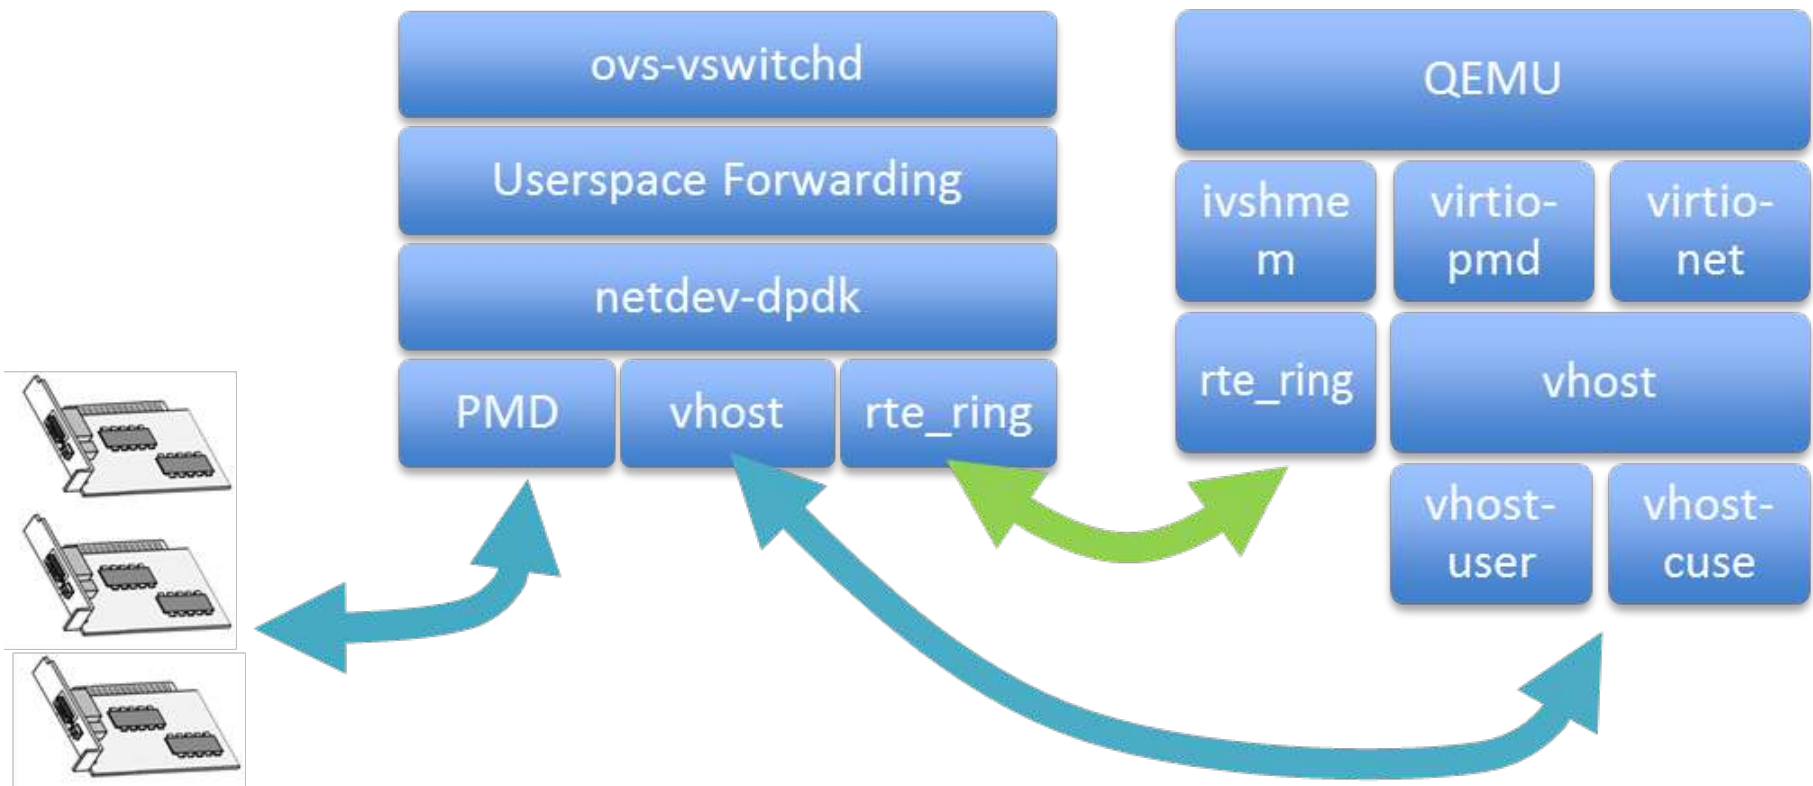 ovs-vswitchd
Userspace Forwarding
netdev-dpdk
PMD
vhost
rte_ring
QEMU
ivshme
m
virtio-
pmd
virtio-
net
rte_ring
vhost
vhost-
user
vhost-
cuse